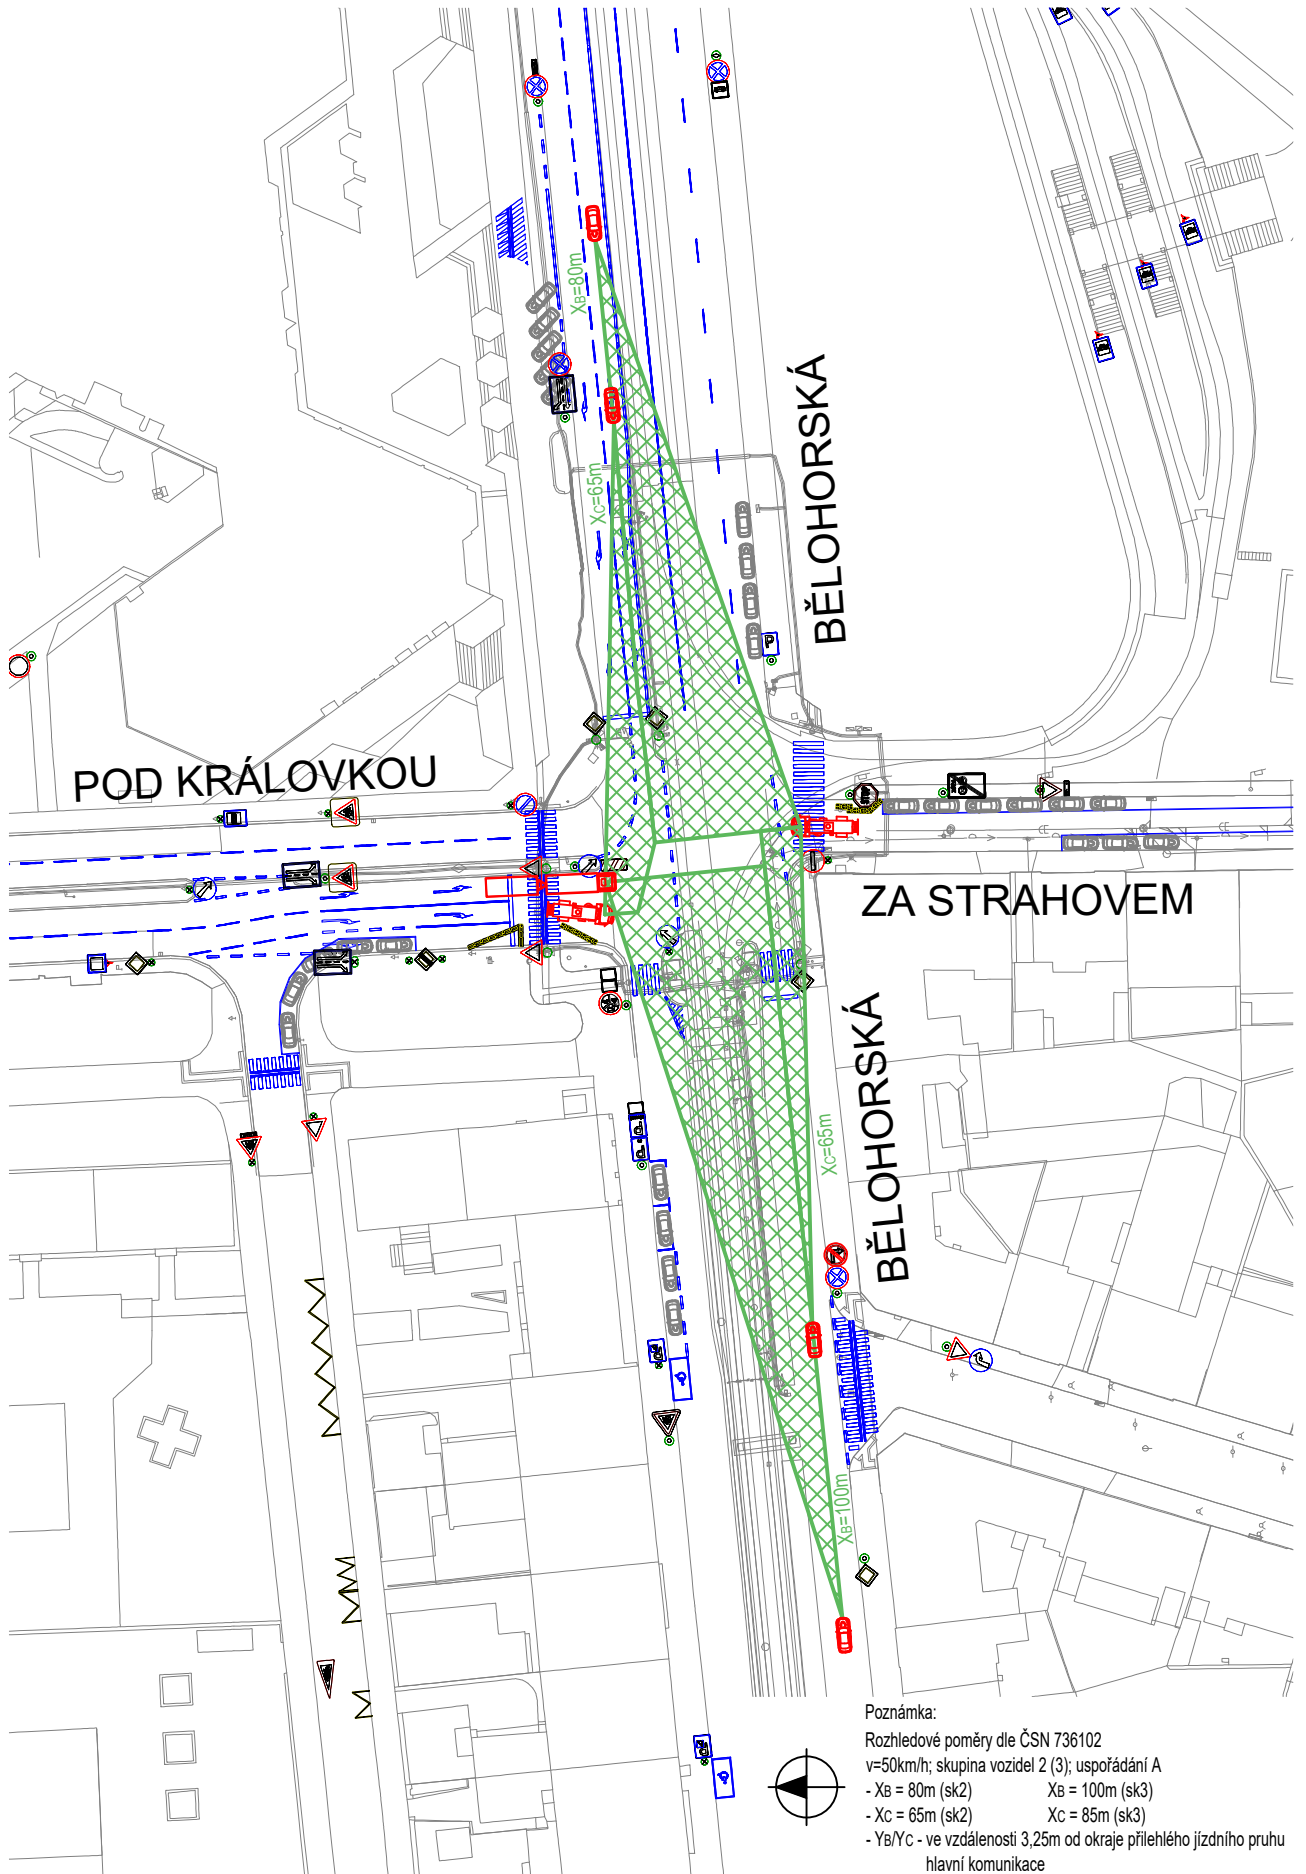 XB=80m
XC=65m
BĚLOHORSKÁ
POD KRÁLOVKOU
ZA STRAHOVEM
BĚLOHORSKÁ
XC=65m
XB=100m
Poznámka:
Rozhledové poměry dle ČSN 736102
v=50km/h; skupina vozidel 2 (3); uspořádání A
- XB = 80m (sk2) XB = 100m (sk3)
- XC = 65m (sk2) XC = 85m (sk3)
- YB/YC - ve vzdálenosti 3,25m od okraje přilehlého jízdního pruhu
hlavní komunikace